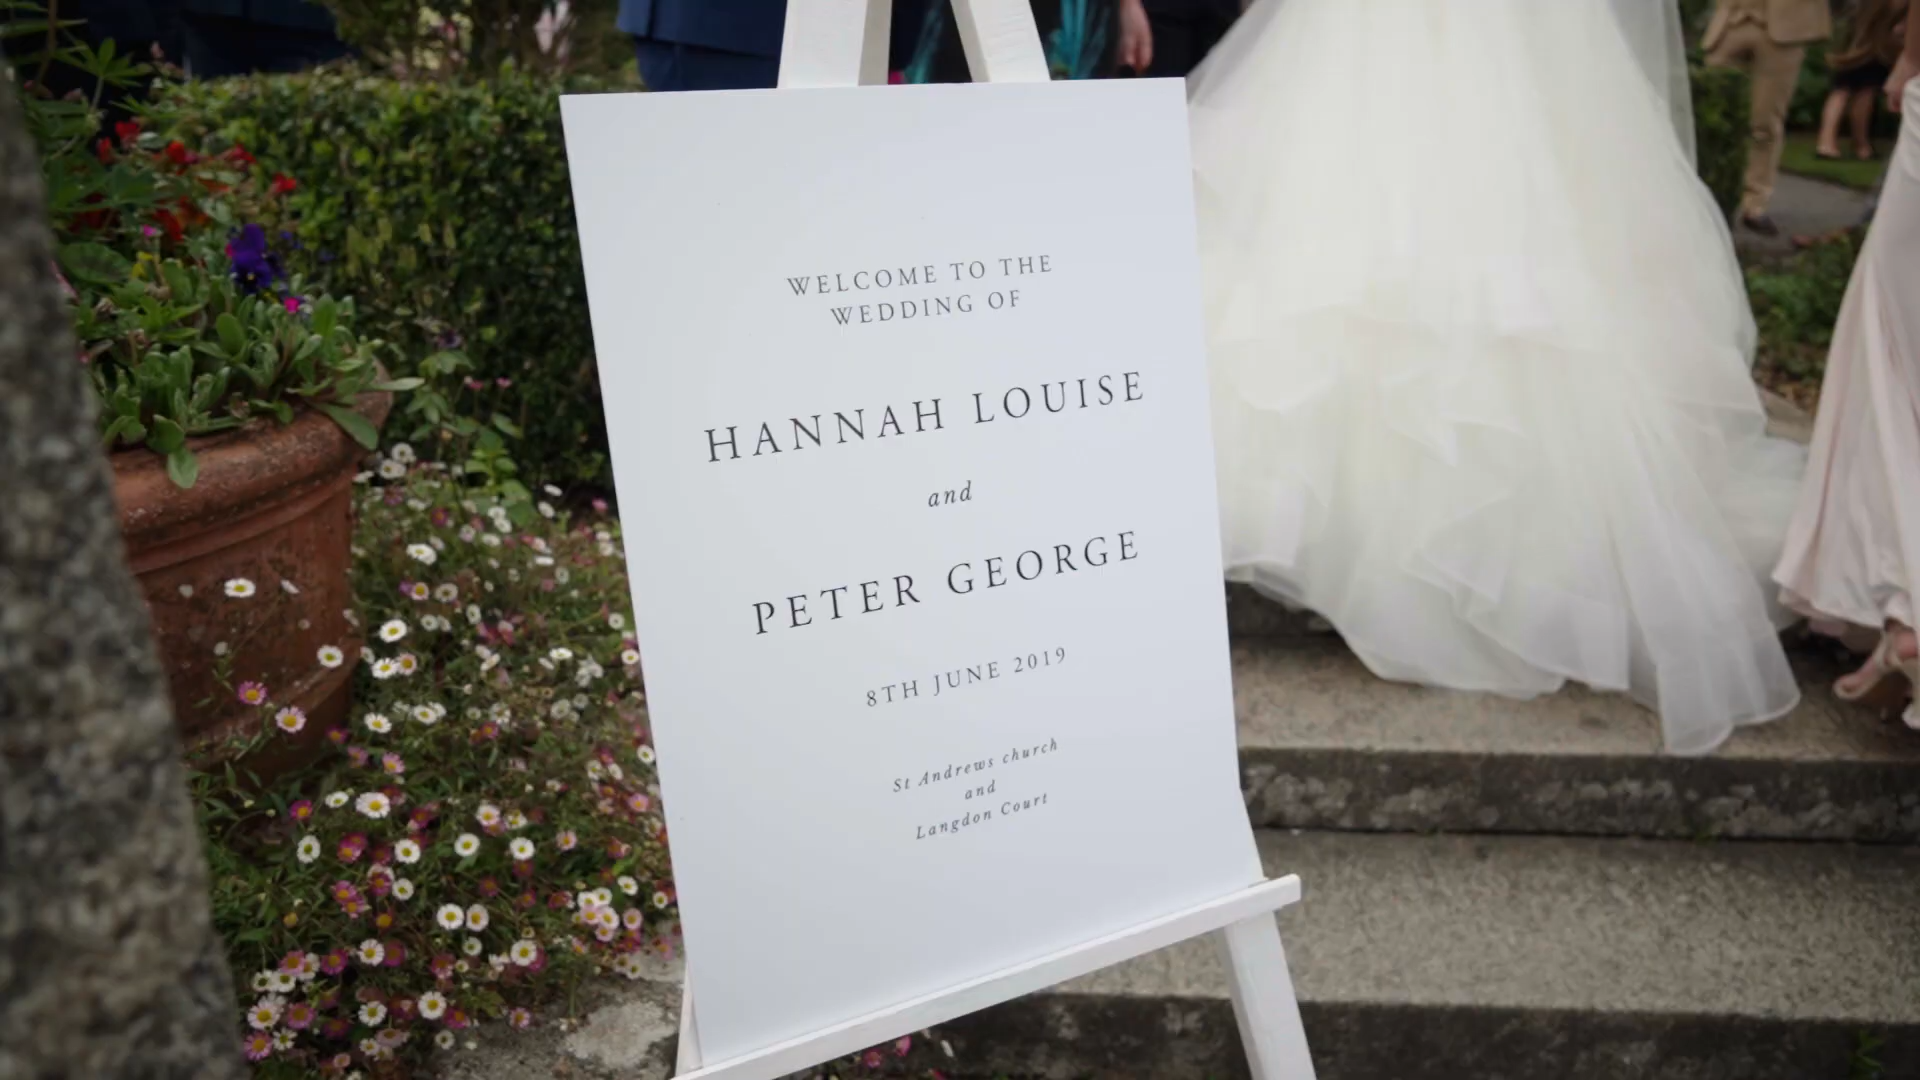 WELCOME TO THE
WEDDING OF
HANNAH LOUISE
and
PETER GEORGE
8TH JUNE 2019
St Andrews church
and
Langdon Court